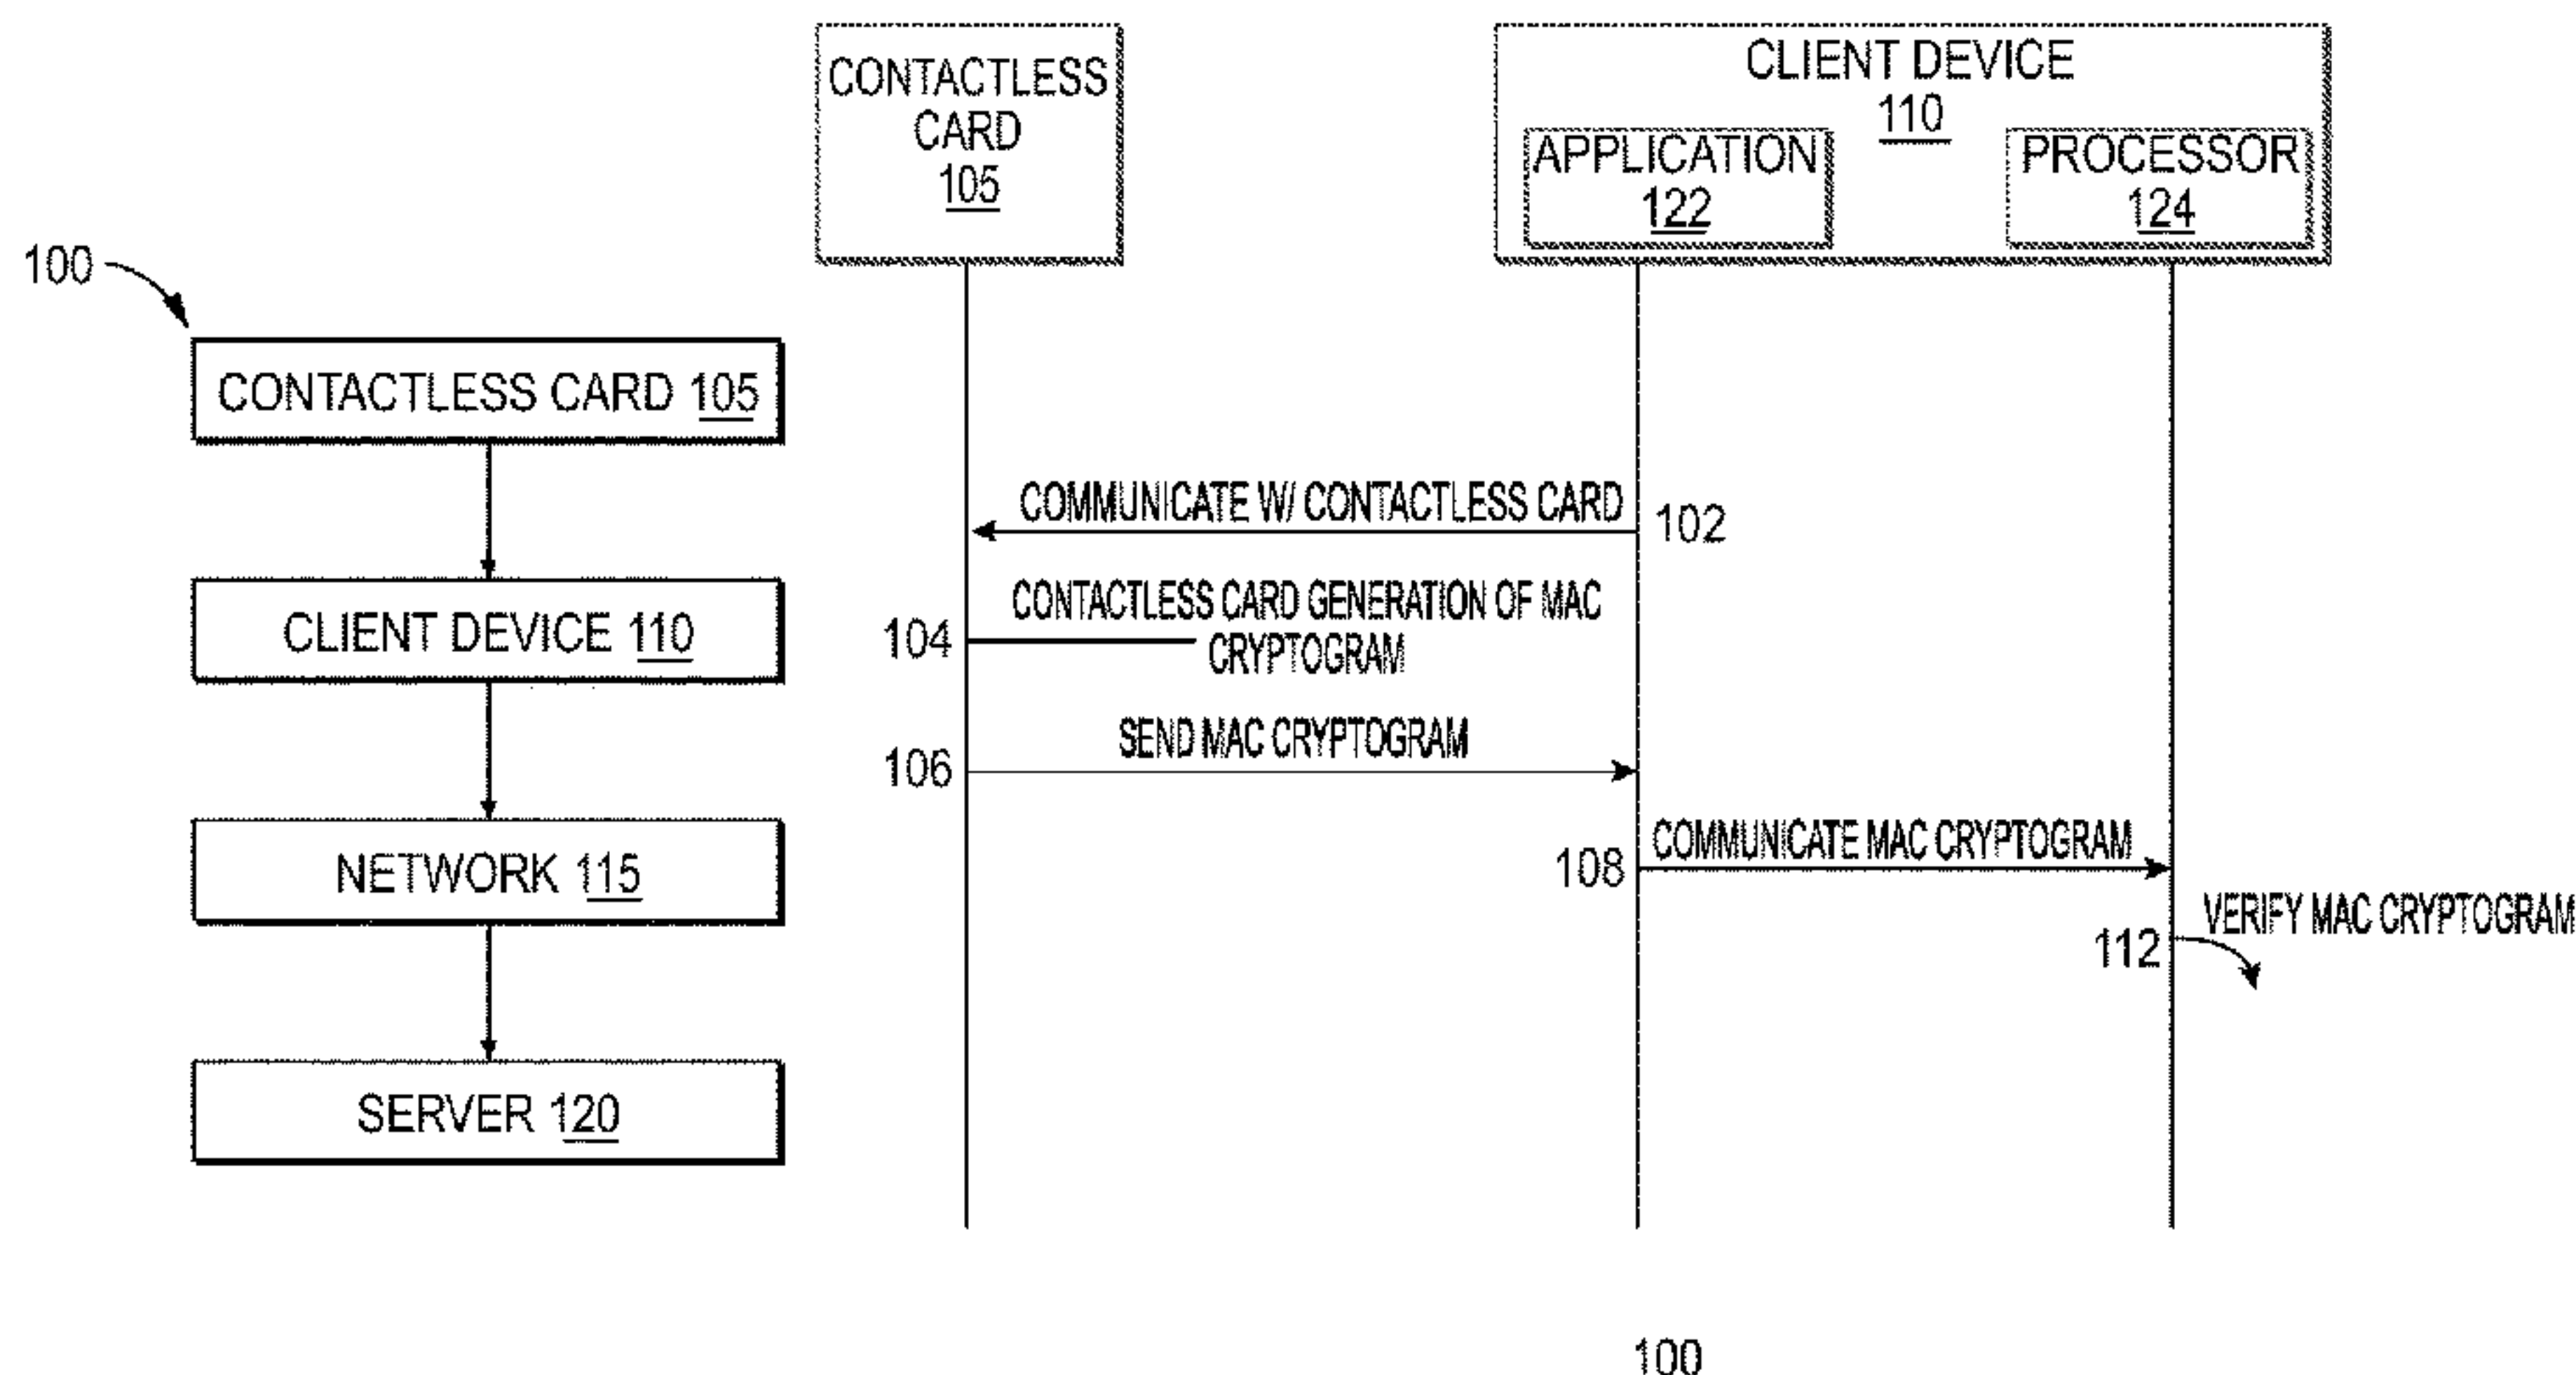 100
CONTACTLESS CARD 105
CLIENT DEVICE 110
NETWORK 115
SERVER 120
CONTACTLESS
CARD
105
CLIENT DEVICE
110
APPLICATION
122
PROCESSOR
124
COMMUNICATE W/ CONTACTLESS CARD
102
CONTACTLESS CARD GENERATION OF MAC
CRYPTOGRAM
104
SEND MAC CRYPTOGRAM
106
COMMUNICATE MAC CRYPTOGRAM
108
VERIFY MAC CRYPTOGRAM
112
100